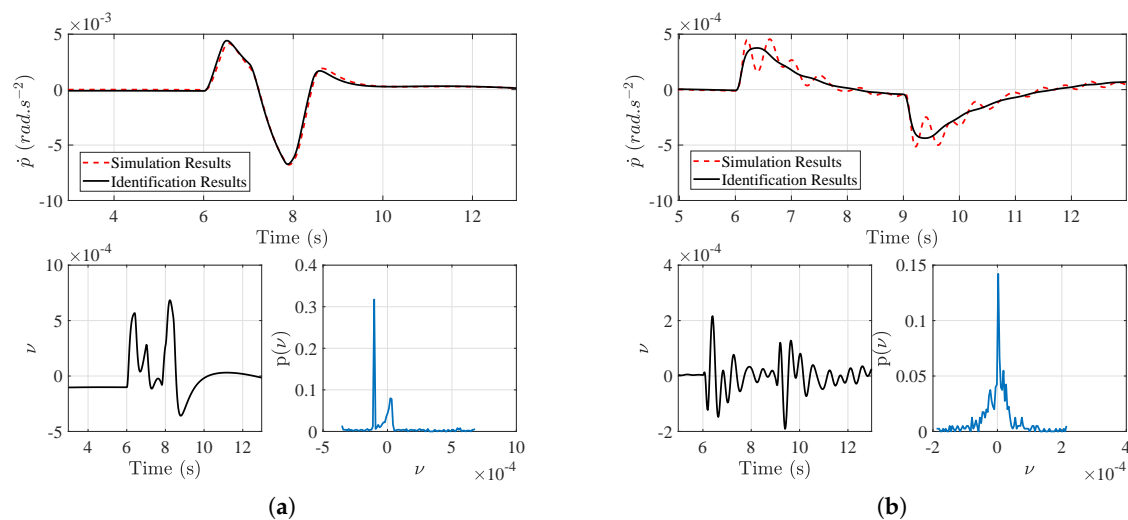 ×10⁻³
5
0
-5
-10
ṗ (rad.s⁻²)
Simulation Results
Identification Results
4 6 8 10 12
Time (s)
×10⁻⁴
10
5
0
-5
ν
4 6 8 10 12
Time (s)
0.4
0.3
0.2
0.1
0
p(ν)
-5 0 5 10
ν
×10⁻⁴
(a)
×10⁻⁴
5
0
-5
-10
ṗ (rad.s⁻²)
Simulation Results
Identification Results
5 6 7 8 9 10 11 12
Time (s)
×10⁻⁴
4
2
0
-2
ν
6 8 10 12
Time (s)
0.15
0.1
0.05
0
p(ν)
-2 0 2 4
ν
×10⁻⁴
(b)